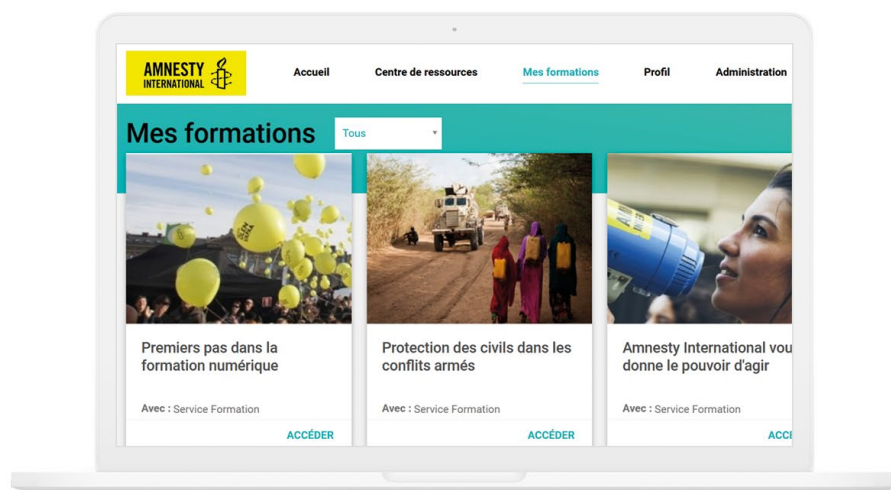 AMNESTY
INTERNATIONAL
Accueil
Centre de ressources
Mes formations
Profil
Administration
Mes formations
Tous
Premiers pas dans la
formation numérique
Avec : Service Formation
ACCÉDER
Protection des civils dans les
conflits armés
Avec : Service Formation
ACCÉDER
Amnesty International vou
donne le pouvoir d'agir
Avec : Service Formation
ACCÉ